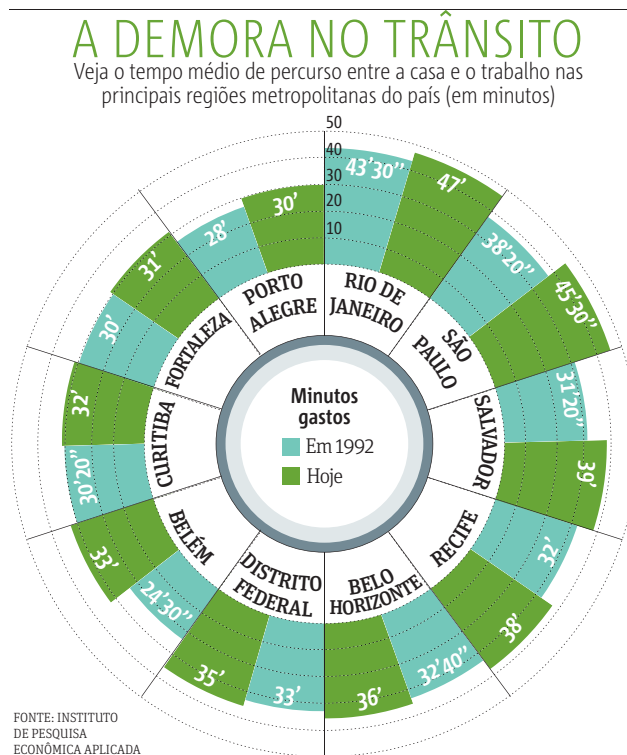 A DEMORA NO TRÂNSITO
Veja o tempo médio de percurso entre a casa e o trabalho nas
principais regiões metropolitanas do país (em minutos)
50
40
30
20
10
43’30’’
47’
RIO DE
JANEIRO
38’
20’’
45’30’’
SÃO
PAULO
31’20’’
39’
SALVADOR
32’
38’
RECIFE
32’40’’
36’
BELO
HORIZONTE
33’
35’
DISTRITO
FEDERAL
24’30’’
33’
BELÉM
30’20’’
32’
CURITIBA
30’
31’
FORTALEZA
28’
30’
PORTO
ALEGRE
Minutos
gastos
Em 1992
Hoje
FONTE: INSTITUTO
DE PESQUISA
ECONÔMICA APLICADA